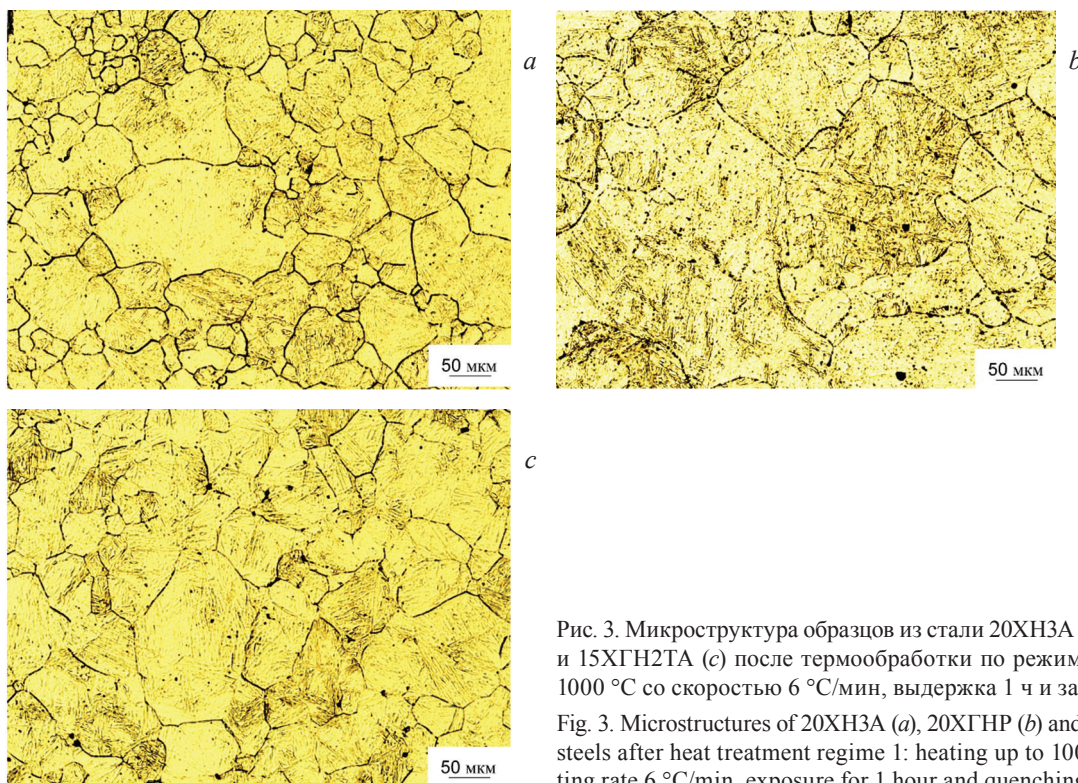 a
b
50 мкм
50 мкм
c
50 мкм
Рис. 3. Микроструктура образцов из стали 20ХН3А
и 15ХГН2ТА (c) после термообработки по режим
1000 °С со скоростью 6 °С/мин, выдержка 1 ч и за
Fig. 3. Microstructures of 20ХН3А (a), 20ХГНР (b) and
steels after heat treatment regime 1: heating up to 100
ting rate 6 °C/min, exposure for 1 hour and quenching